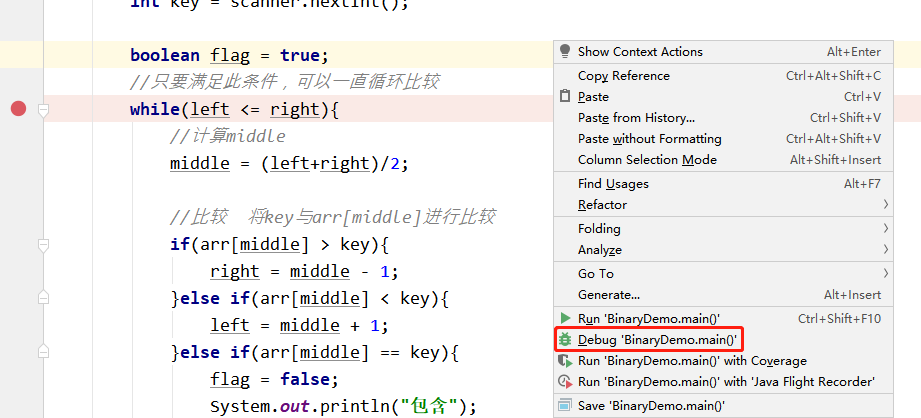 int key = scanner.nextInt();
boolean flag = true;
//只要满足此条件，可以一直循环比较
while(left <= right){
//计算middle
middle = (left+right)/2;
//比较  将key与arr[middle]进行比较
if(arr[middle] > key){
right = middle - 1;
}else if(arr[middle] < key){
left = middle + 1;
}else if(arr[middle] == key){
flag = false;
System.out.println("包含");
Show Context Actions Alt+Enter
Copy Reference Ctrl+Alt+Shift+C
Paste Ctrl+V
Paste from History... Ctrl+Shift+V
Paste without Formatting Ctrl+Alt+Shift+V
Column Selection Mode Alt+Shift+Insert
Find Usages Alt+F7
Refactor
Folding
Analyze
Go To
Generate... Alt+Insert
Run 'BinaryDemo.main()' Ctrl+Shift+F10
Debug 'BinaryDemo.main()'
Run 'BinaryDemo.main()' with Coverage
Run 'BinaryDemo.main()' with 'Java Flight Recorder'
Save 'BinaryDemo.main()'